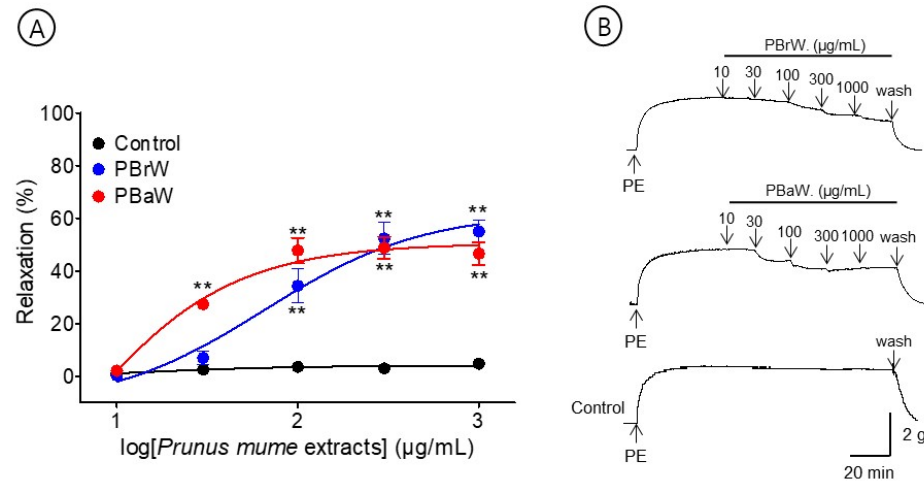 A
100
80
60
40
20
0
Relaxation (%)
Control
PBrW
PBaW
**
**
**
**
**
**
**
1
2
3
log[Prunus mume extracts] (µg/mL)
B
PBrW. (µg/mL)
10 30 100 300 1000 wash
PE
PBaW. (µg/mL)
10 30 100 300 1000 wash
PE
wash
Control
PE
2 g
20 min